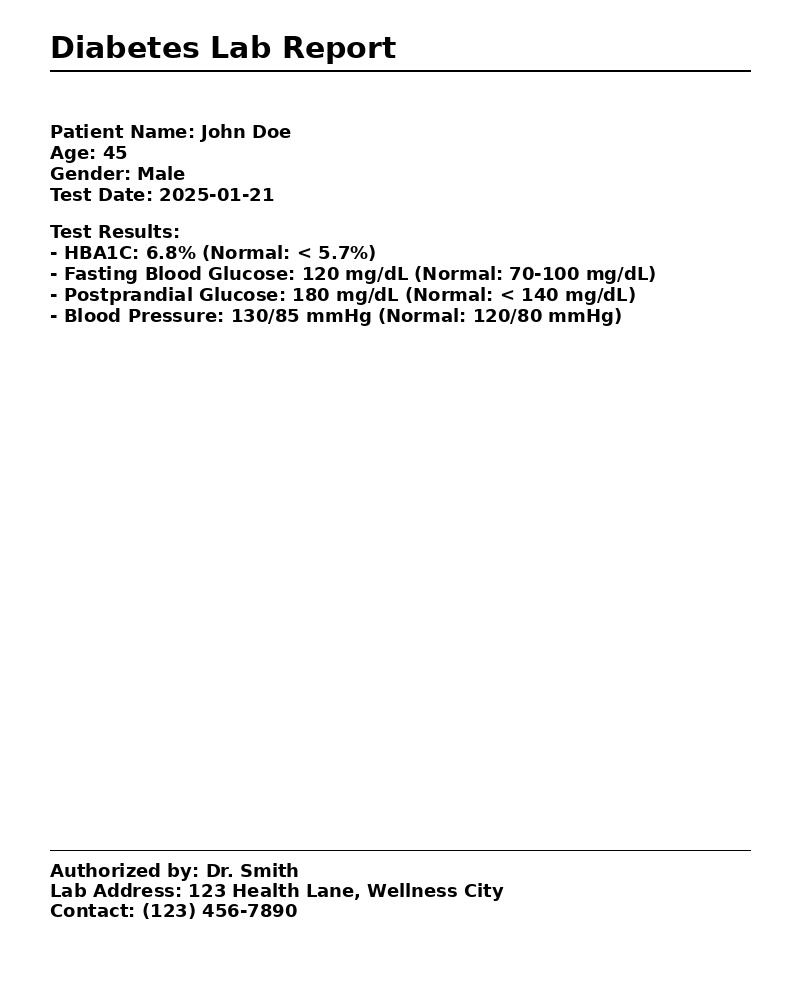 Diabetes Lab Report
Patient Name: John Doe
Age: 45
Gender: Male
Test Date: 2025-01-21
Test Results:
- HBA1C: 6.8% (Normal: < 5.7%)
- Fasting Blood Glucose: 120 mg/dL (Normal: 70-100 mg/dL)
- Postprandial Glucose: 180 mg/dL (Normal: < 140 mg/dL)
- Blood Pressure: 130/85 mmHg (Normal: 120/80 mmHg)
Authorized by: Dr. Smith
Lab Address: 123 Health Lane, Wellness City
Contact: (123) 456-7890